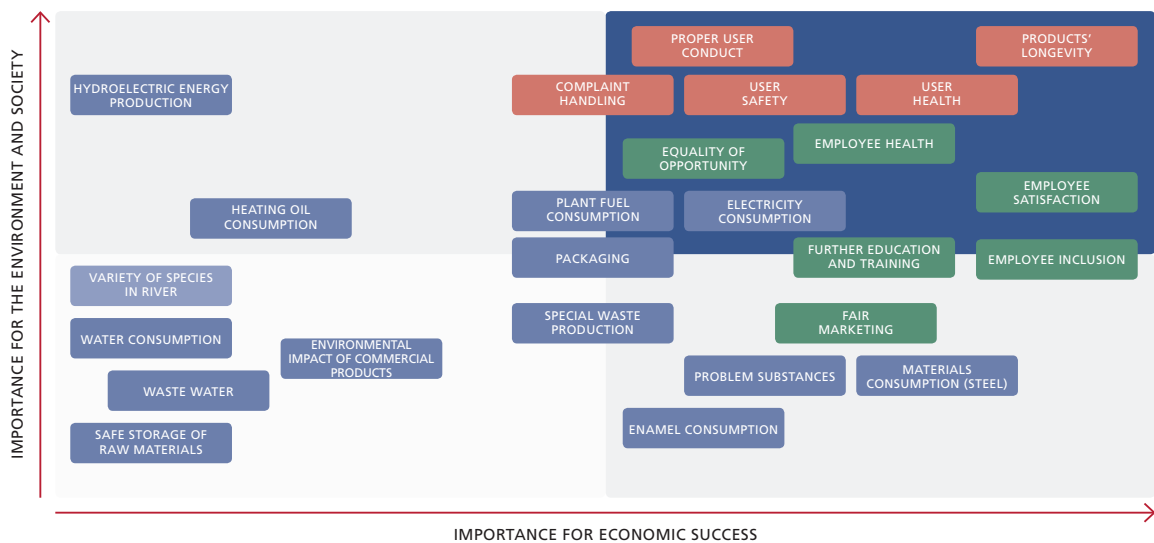 IMPORTANCE FOR THE ENVIRONMENT AND SOCIETY
PROPER USER
CONDUCT
PRODUCTS’
LONGEVITY
HYDROELECTRIC ENERGY
PRODUCTION
COMPLAINT
HANDLING
USER
SAFETY
USER
HEALTH
EQUALITY OF
OPPORTUNITY
EMPLOYEE HEALTH
EMPLOYEE
SATISFACTION
HEATING OIL
CONSUMPTION
PLANT FUEL
CONSUMPTION
ELECTRICITY
CONSUMPTION
PACKAGING
FURTHER EDUCATION
AND TRAINING
EMPLOYEE INCLUSION
VARIETY OF SPECIES
IN RIVER
SPECIAL WASTE
PRODUCTION
FAIR
MARKETING
WATER CONSUMPTION
ENVIRONMENTAL
IMPACT OF COMMERCIAL
PRODUCTS
PROBLEM SUBSTANCES
MATERIALS
CONSUMPTION (STEEL)
WASTE WATER
ENAMEL CONSUMPTION
SAFE STORAGE OF
RAW MATERIALS
IMPORTANCE FOR ECONOMIC SUCCESS